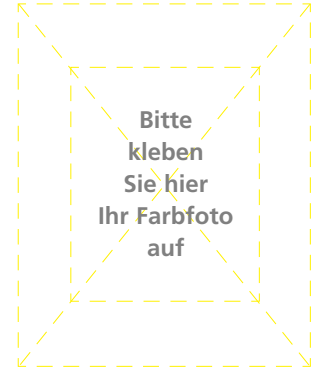 Bitte
kleben
Sie hier
Ihr Farbfoto
auf